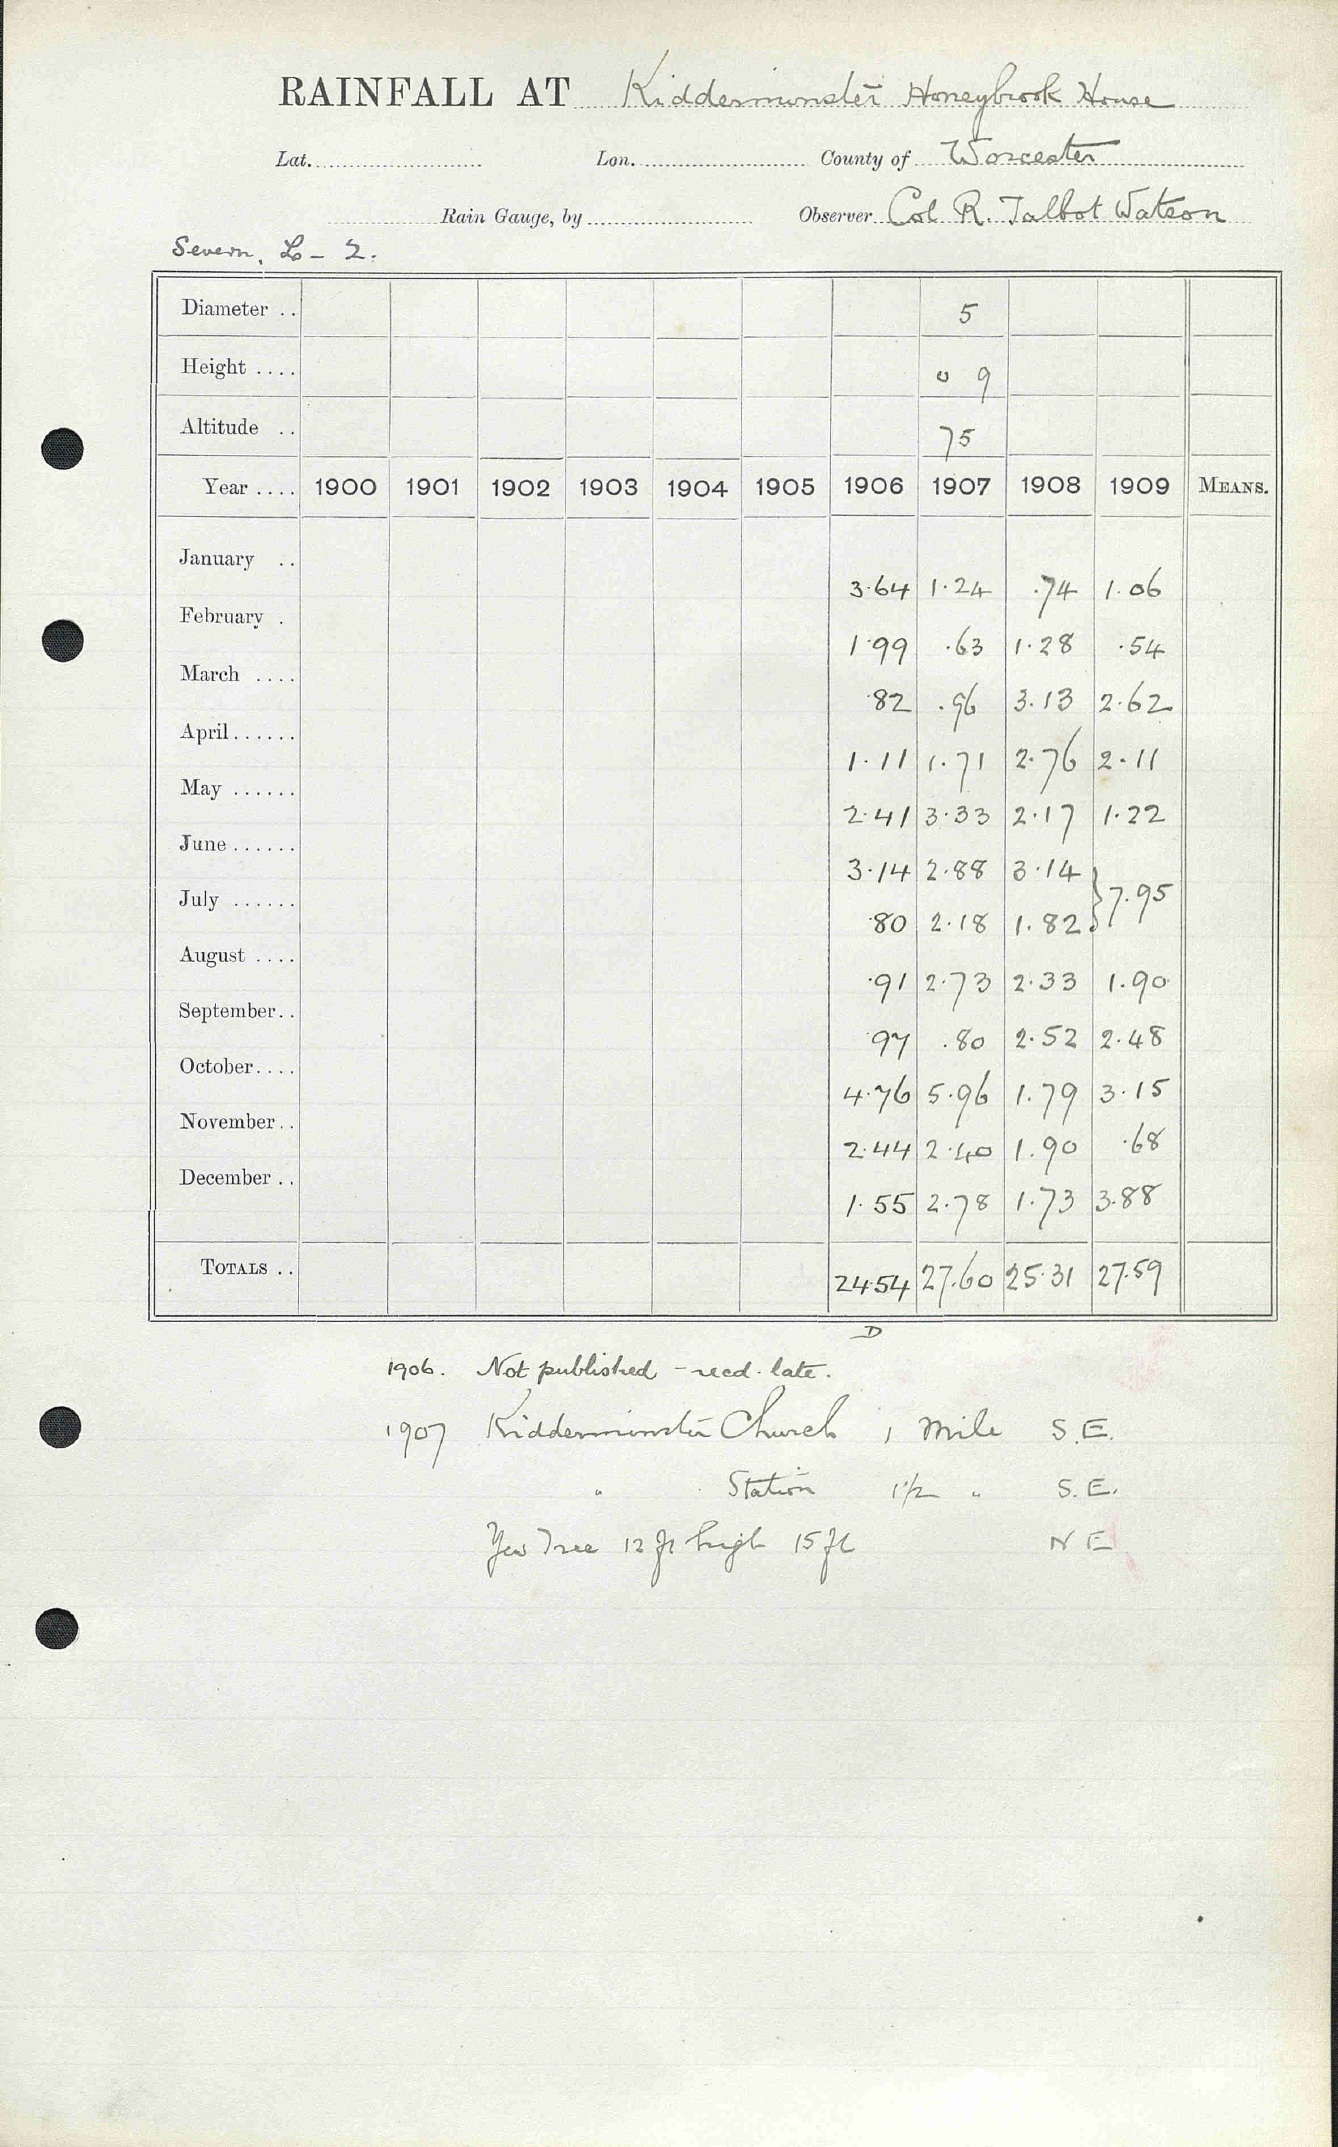 RAINFALL AT Kidderminster Honeybrook House
Lat. Lon. County of Worcester
Rain Gauge, by Observer Col R. Talbot Watson
Severn, L - 2.
Diameter .. 5
Height .... 0 9
Altitude .. 75
Year .... 1900 1901 1902 1903 1904 1905 1906 1907 1908 1909 MEANS.
January .. 3.64 1.24 .74 1.06
February . 1.99 .63 1.28 .54
March .... .82 .96 3.13 2.62
April...... 1.11 1.71 2.76 2.11
May ...... 2.41 3.33 2.17 1.22
June ...... 3.14 2.88 3.14 } 7.95
July ...... .80 2.18 1.82
August .... .91 2.73 2.33 1.90
September.. .97 .80 2.52 2.48
October.... 4.76 5.96 1.79 3.15
November.. 2.44 2.40 1.90 .68
December .. 1.55 2.78 1.73 3.88
TOTALS .. 24.54 27.60 25.31 27.59
D
1906. Not published - recd. late.
1907 Kidderminster Church 1 Mile S.E.
" Station 1 1/2 " S.E.
Yew Tree 12 ft high 15 ft N E